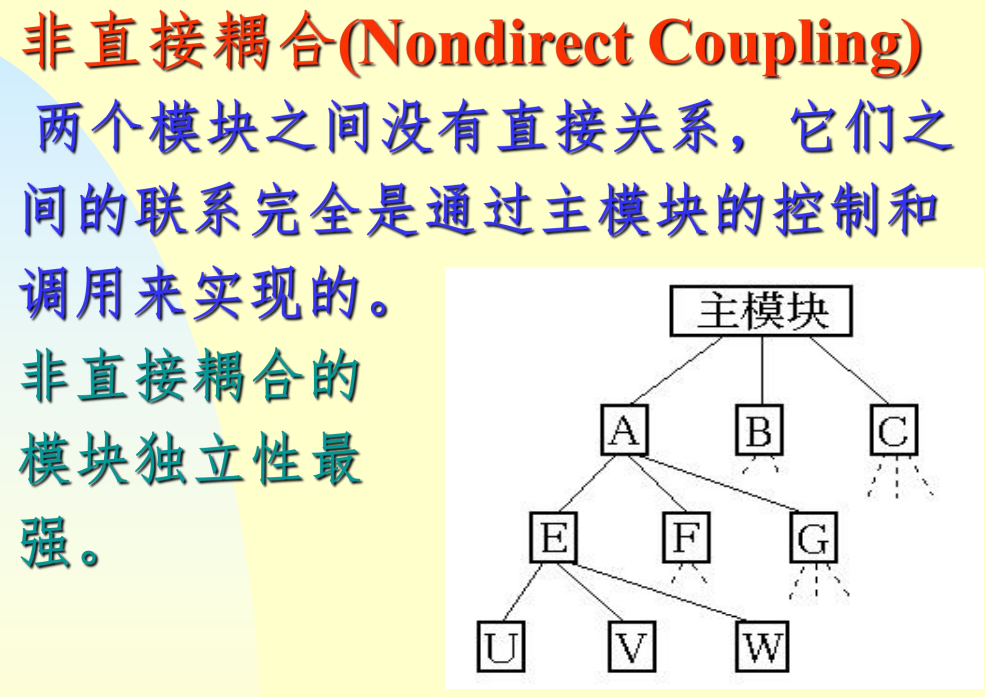 非直接耦合(Nondirect Coupling)
两个模块之间没有直接关系，它们之
间的联系完全是通过主模块的控制和
调用来实现的。
非直接耦合的
模块独立性最
强。
主模块
A B C
E F G
U V W